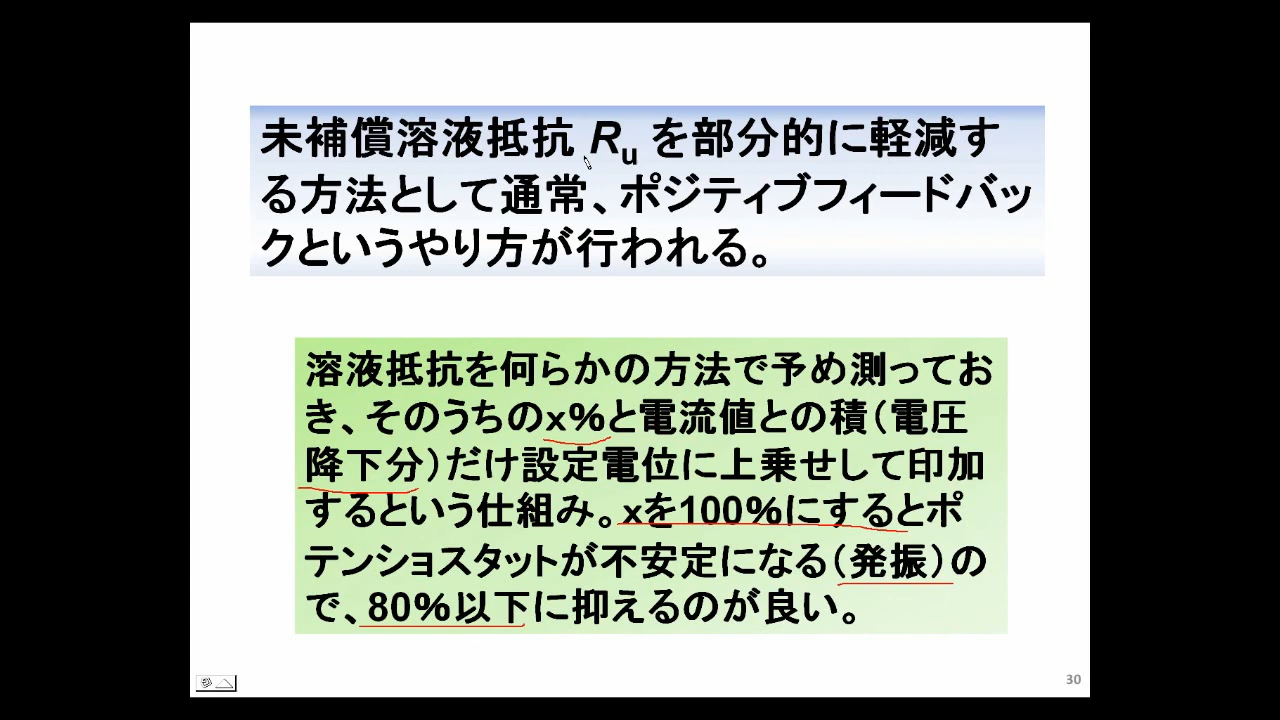 未補償溶液抵抗 Ru を部分的に軽減す
る方法として通常、ポジティブフィードバッ
クというやり方が行われる。
溶液抵抗を何らかの方法で予め測ってお
き、そのうちのx%と電流値との積(電圧
降下分)だけ設定電位に上乗せして印加
するという仕組み。xを100%にするとポ
テンショスタットが不安定になる(発振)の
で、80%以下に抑えるのが良い。
30